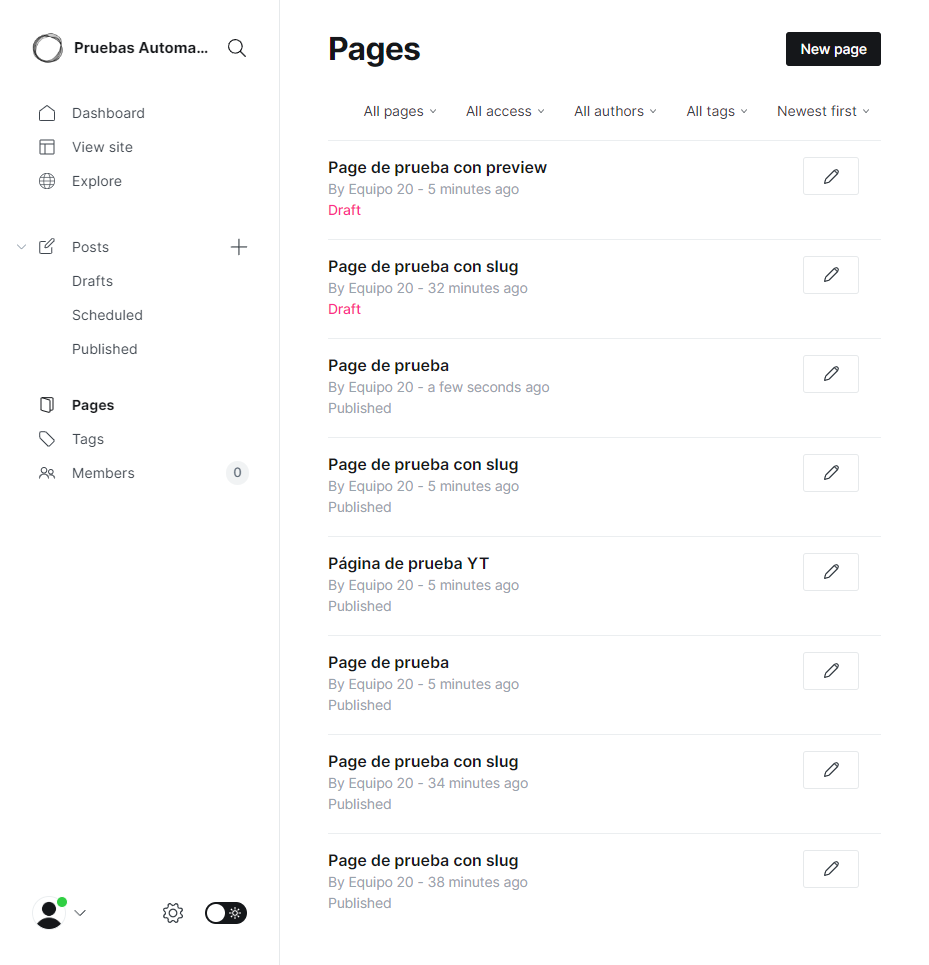 Pruebas Automa...
Dashboard
View site
Explore
Posts
Drafts
Scheduled
Published
Pages
Tags
Members
0
Pages
New page
All pages
All access
All authors
All tags
Newest first
Page de prueba con preview
By Equipo 20 - 5 minutes ago
Draft
Page de prueba con slug
By Equipo 20 - 32 minutes ago
Draft
Page de prueba
By Equipo 20 - a few seconds ago
Published
Page de prueba con slug
By Equipo 20 - 5 minutes ago
Published
Página de prueba YT
By Equipo 20 - 5 minutes ago
Published
Page de prueba
By Equipo 20 - 5 minutes ago
Published
Page de prueba con slug
By Equipo 20 - 34 minutes ago
Published
Page de prueba con slug
By Equipo 20 - 38 minutes ago
Published